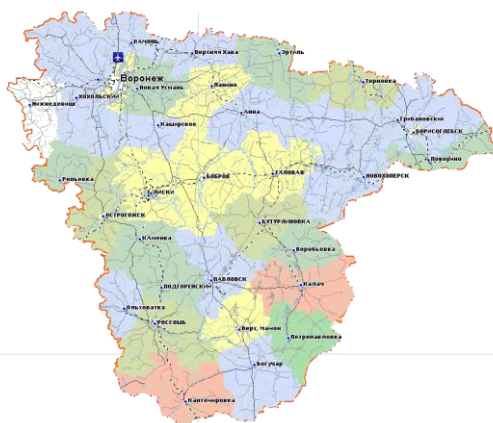 РАМОНЬ
Верхняя Хава
Эртель
Воронеж
Новая Усмань
Панино
Терновка
ХОХОЛЬСКИЙ
Нижнедевицк
Каширское
Анна
Грибановский
БОРИСОГЛЕБСК
Поворино
Репьевка
ЛИСКИ
БОБРОВ
ТАЛОВАЯ
НОВОХОПЕРСК
ОСТРОГОЖСК
БУТУРЛИНОВКА
Каменка
Воробьевка
ПОДГОРЕНСКИЙ
ПАВЛОВСК
Калач
Ольховатка
РОССОШЬ
Верх. Мамон
Петропавловка
Богучар
Кантемировка